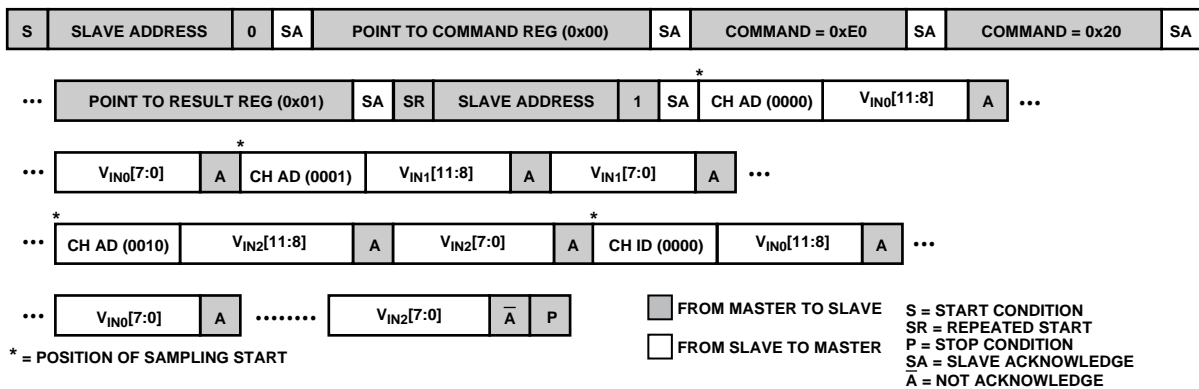 S SLAVE ADDRESS 0 SA POINT TO COMMAND REG (0x00) SA COMMAND = 0xE0 SA COMMAND = 0x20 SA
*
••• POINT TO RESULT REG (0x01) SA SR SLAVE ADDRESS 1 SA CH AD (0000) VIN0[11:8] A •••
*
••• VIN0[7:0] A CH AD (0001) VIN1[11:8] A VIN1[7:0] A •••
* *
••• CH AD (0010) VIN2[11:8] A VIN2[7:0] A CH ID (0000) VIN0[11:8] A •••
••• VIN0[7:0] A •••••••• VIN2[7:0] A̅ P
* = POSITION OF SAMPLING START
FROM MASTER TO SLAVE
FROM SLAVE TO MASTER
S = START CONDITION
SR = REPEATED START
P = STOP CONDITION
SA = SLAVE ACKNOWLEDGE
A̅ = NOT ACKNOWLEDGE